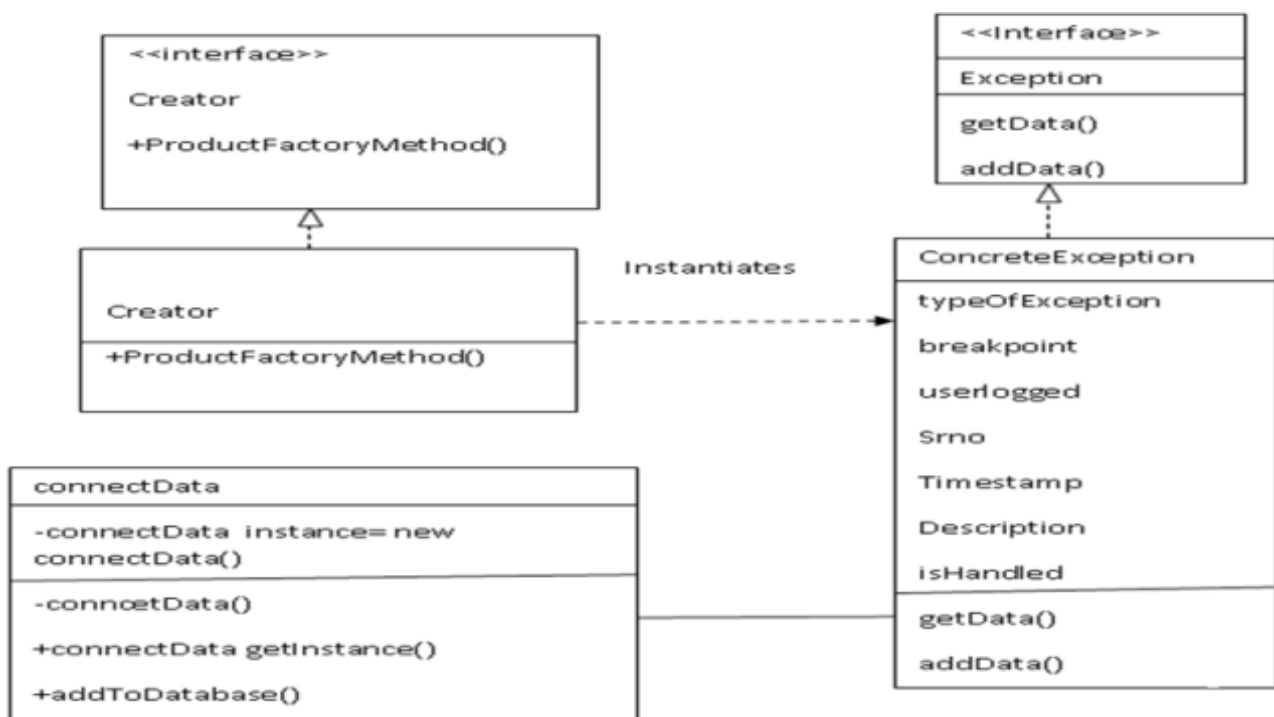 <<interface>>
Creator
+ProductFactoryMethod()
<<Interface>>
Exception
getData()
addData()
Creator
+ProductFactoryMethod()
Instantiates
ConcreteException
typeOfException
breakpoint
userlogged
Srno
Timestamp
Description
isHandled
getData()
addData()
connectData
-connectData instance= new
connectData()
-conncetData()
+connectData getInstance()
+addToDatabase()